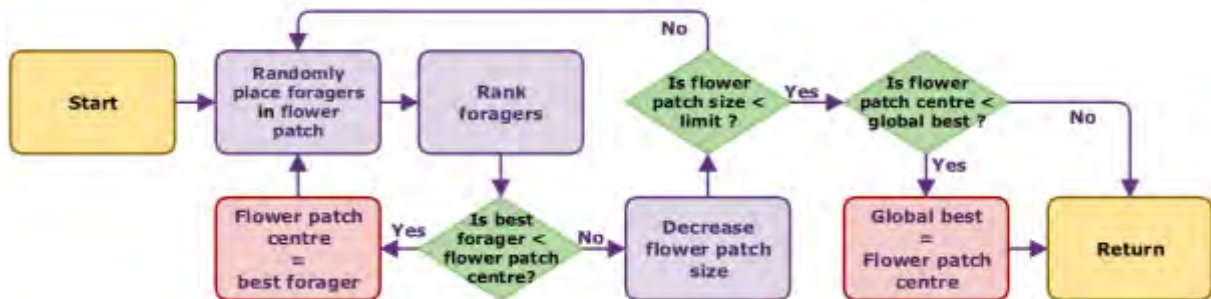 Start
Randomly
place foragers
in flower
patch
Rank
foragers
No
Is flower
patch size <
limit ?
Yes
Is flower
patch centre <
global best ?
No
Yes
Flower patch
centre
=
best forager
Yes
Is best
forager <
flower patch
centre?
No
Decrease
flower patch
size
Global best
=
Flower patch
centre
Return